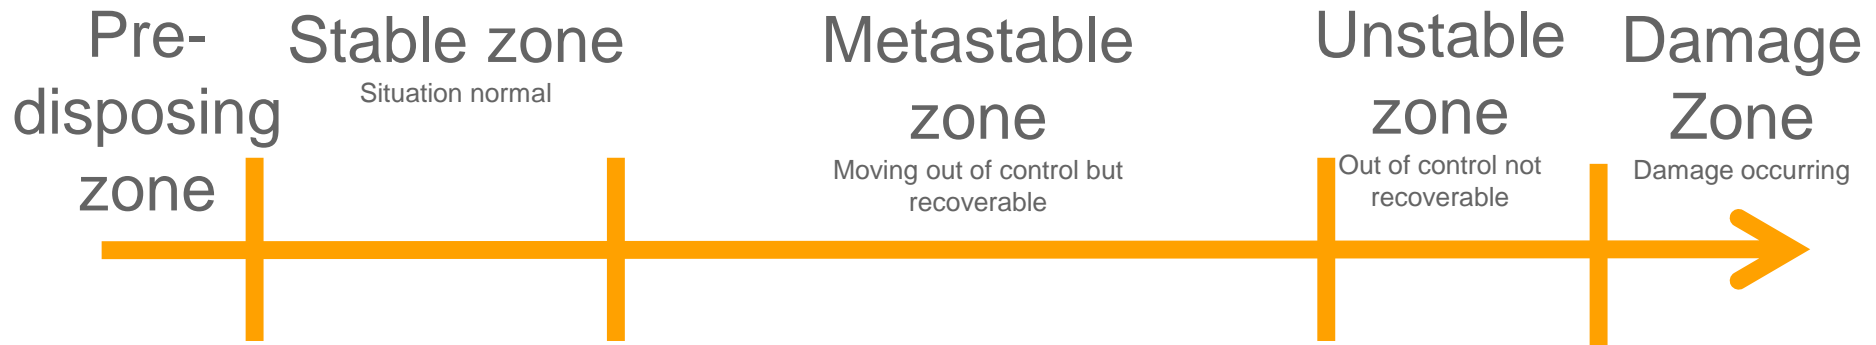 Pre-
disposing
zone
Stable zone
Situation normal
Metastable
zone
Moving out of control but
recoverable
Unstable
zone
Out of control not
recoverable
Damage
Zone
Damage occurring